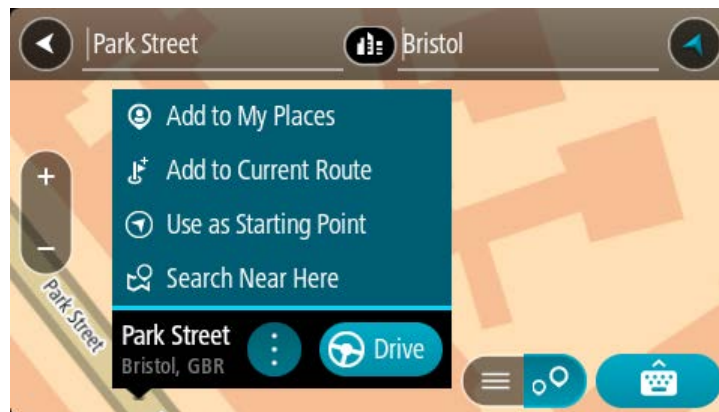 Park Street Bristol
Add to My Places
Add to Current Route
Use as Starting Point
Search Near Here
Park Street
Park Street
Bristol, GBR
Drive